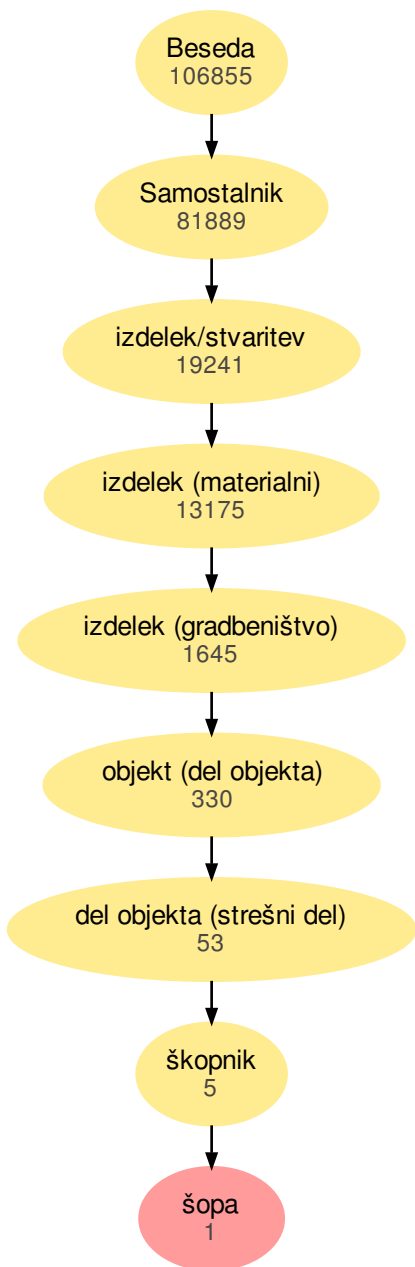 Beseda
106855
Samostalnik
81889
izdelek/stvaritev
19241
izdelek (materialni)
13175
izdelek (gradbeništvo)
1645
objekt (del objekta)
330
del objekta (strešni del)
53
škopnik
5
šopa
1